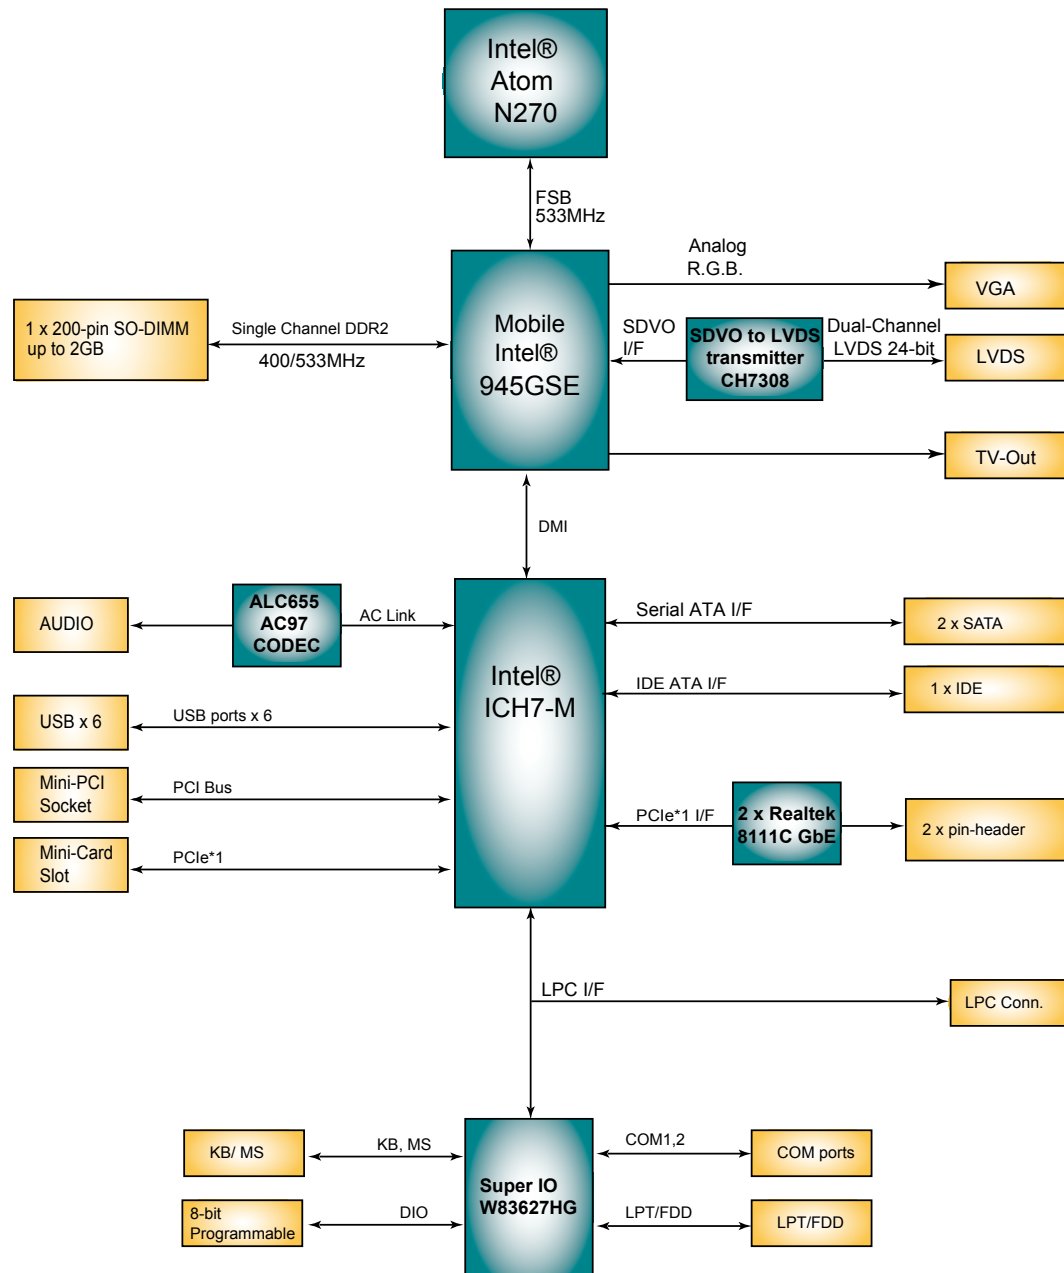 Intel®
Atom
N270
FSB
533MHz
Analog
R.G.B.
VGA
1 x 200-pin SO-DIMM
up to 2GB
Single Channel DDR2
400/533MHz
Mobile
Intel®
945GSE
SDVO
I/F
SDVO to LVDS
transmitter
CH7308
Dual-Channel
LVDS 24-bit
LVDS
TV-Out
DMI
AUDIO
ALC655
AC97
CODEC
AC Link
Intel®
ICH7-M
Serial ATA I/F
2 x SATA
IDE ATA I/F
1 x IDE
USB x 6
USB ports x 6
Mini-PCI
Socket
PCI Bus
PCIe*1 I/F
2 x Realtek
8111C GbE
2 x pin-header
Mini-Card
Slot
PCIe*1
LPC I/F
LPC Conn.
KB/ MS
KB, MS
Super IO
W83627HG
COM1,2
COM ports
8-bit
Programmable
DIO
LPT/FDD
LPT/FDD